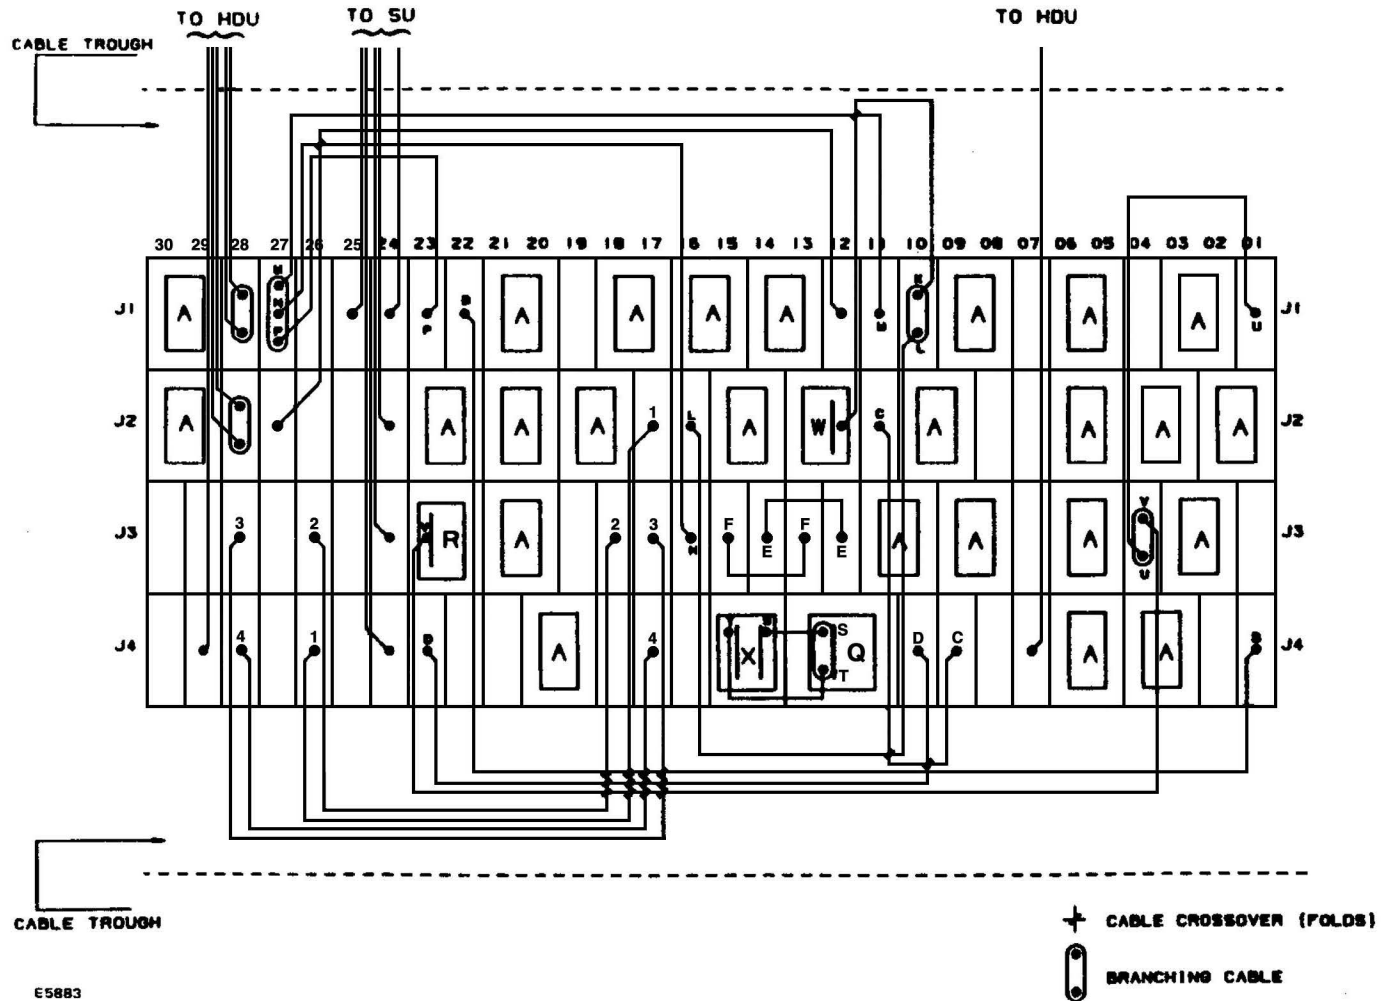 TO HDU
TO SU
TO HDU
CABLE TROUGH
30 29 28 27 26 25 24 23 22 21 20 19 18 17 16 15 14 13 12 11 10 09 08 07 06 05 04 03 02 01
J1 A M N P P B A A A A M K L A A A U J1
J2 A A A A 1 L A W C A A A A J2
J3 3 2 V R A 2 3 N F E F E A A A V U A J3
J4 4 1 D A 4 X S S T Q D C A A B J4
CABLE TROUGH
CABLE CROSSOVER (FOLDS)
BRANCHING CABLE
E5883